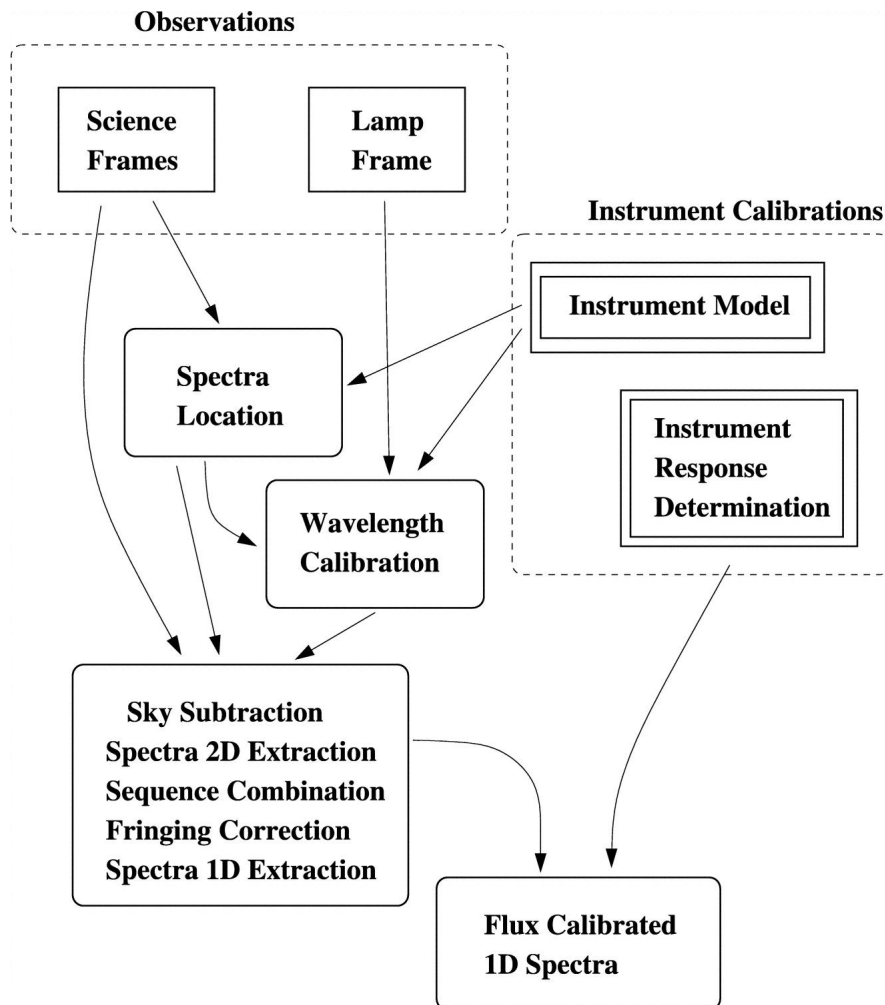 Observations
Science
Frames
Lamp
Frame
Instrument Calibrations
Instrument Model
Spectra
Location
Instrument
Response
Determination
Wavelength
Calibration
Sky Subtraction
Spectra 2D Extraction
Sequence Combination
Fringing Correction
Spectra 1D Extraction
Flux Calibrated
1D Spectra